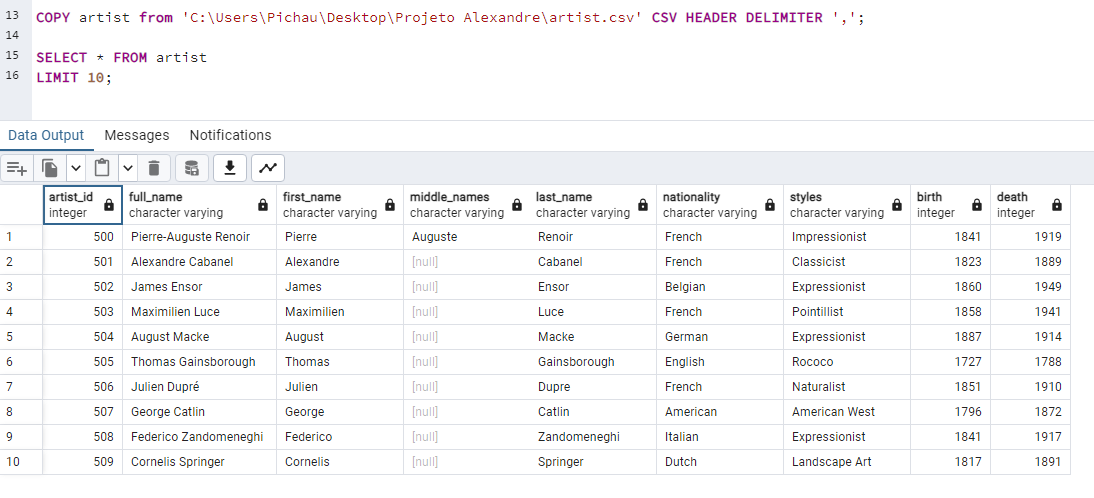 13 COPY artist from 'C:\Users\Pichau\Desktop\Projeto Alexandre\artist.csv' CSV HEADER DELIMITER ',';
14
15 SELECT * FROM artist
16 LIMIT 10;
Data Output Messages Notifications
artist_id full_name first_name middle_names last_name nationality styles birth death
integer character varying character varying character varying character varying character varying character varying integer integer
1 500 Pierre-Auguste Renoir Pierre Auguste Renoir French Impressionist 1841 1919
2 501 Alexandre Cabanel Alexandre [null] Cabanel French Classicist 1823 1889
3 502 James Ensor James [null] Ensor Belgian Expressionist 1860 1949
4 503 Maximilien Luce Maximilien [null] Luce French Pointillist 1858 1941
5 504 August Macke August [null] Macke German Expressionist 1887 1914
6 505 Thomas Gainsborough Thomas [null] Gainsborough English Rococo 1727 1788
7 506 Julien Dupré Julien [null] Dupre French Naturalist 1851 1910
8 507 George Catlin George [null] Catlin American American West 1796 1872
9 508 Federico Zandomeneghi Federico [null] Zandomeneghi Italian Expressionist 1841 1917
10 509 Cornelis Springer Cornelis [null] Springer Dutch Landscape Art 1817 1891